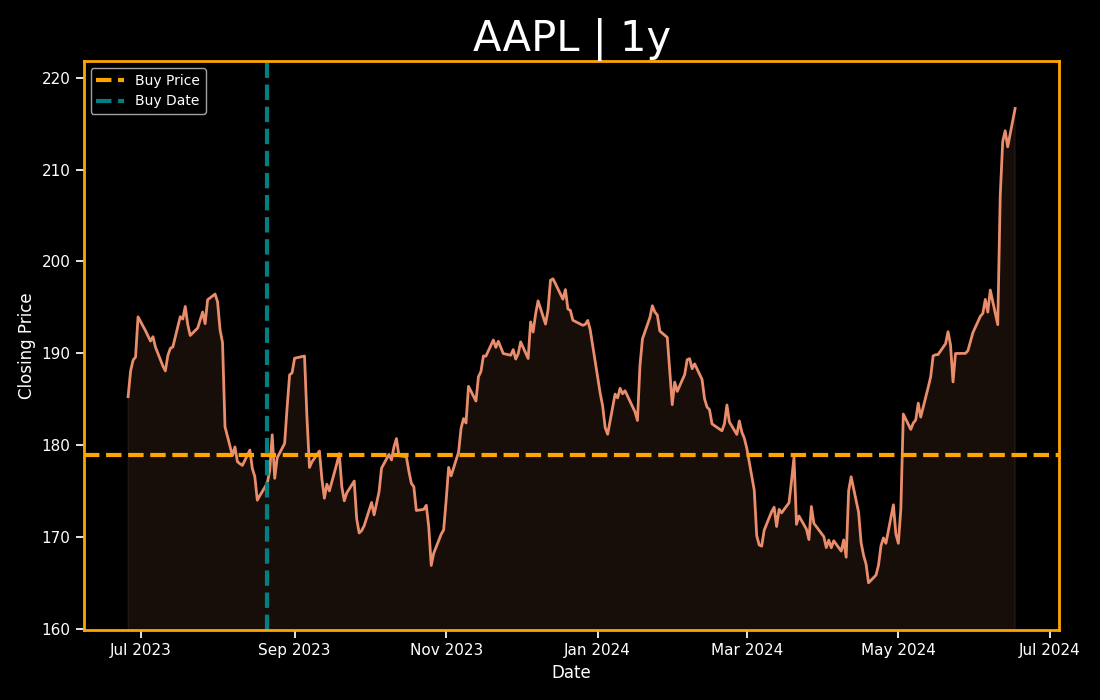 AAPL | 1y
Buy Price
Buy Date
Closing Price
220
210
200
190
180
170
160
Jul 2023
Sep 2023
Nov 2023
Jan 2024
Mar 2024
May 2024
Jul 2024
Date